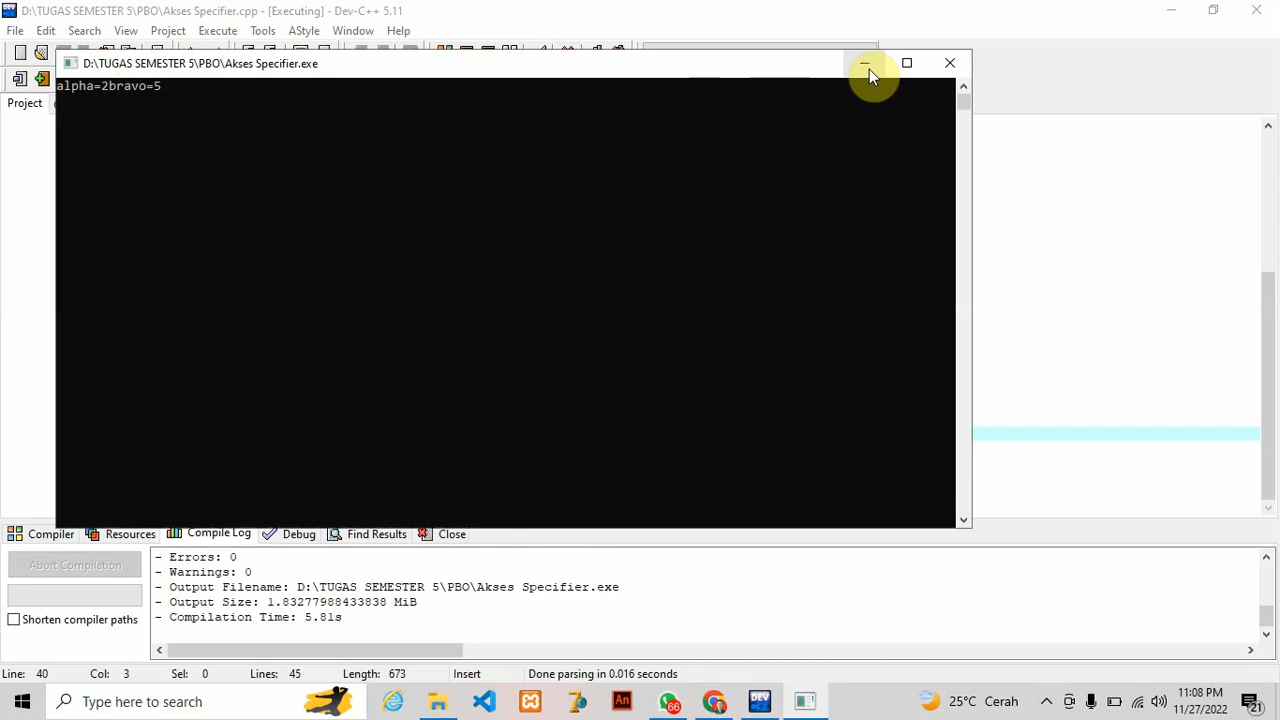 D:\TUGAS SEMESTER 5\PBO\Akses Specifier.cpp - [Executing] - Dev-C++ 5.11
File Edit Search View Project Execute Tools AStyle Window Help
D:\TUGAS SEMESTER 5\PBO\Akses Specifier.exe
alpha=2bravo=5
Project
Compiler Resources Compile Log Debug Find Results Close
Abort Compilation
Shorten compiler paths
- Errors: 0
- Warnings: 0
- Output Filename: D:\TUGAS SEMESTER 5\PBO\Akses Specifier.exe
- Output Size: 1.83277988433838 MiB
- Compilation Time: 5.81s
Line: 40 Col: 3 Sel: 0 Lines: 45 Length: 673 Insert Done parsing in 0.016 seconds
Type here to search
An
66
DEV
25°C Cerah
11:08 PM
11/27/2022
21